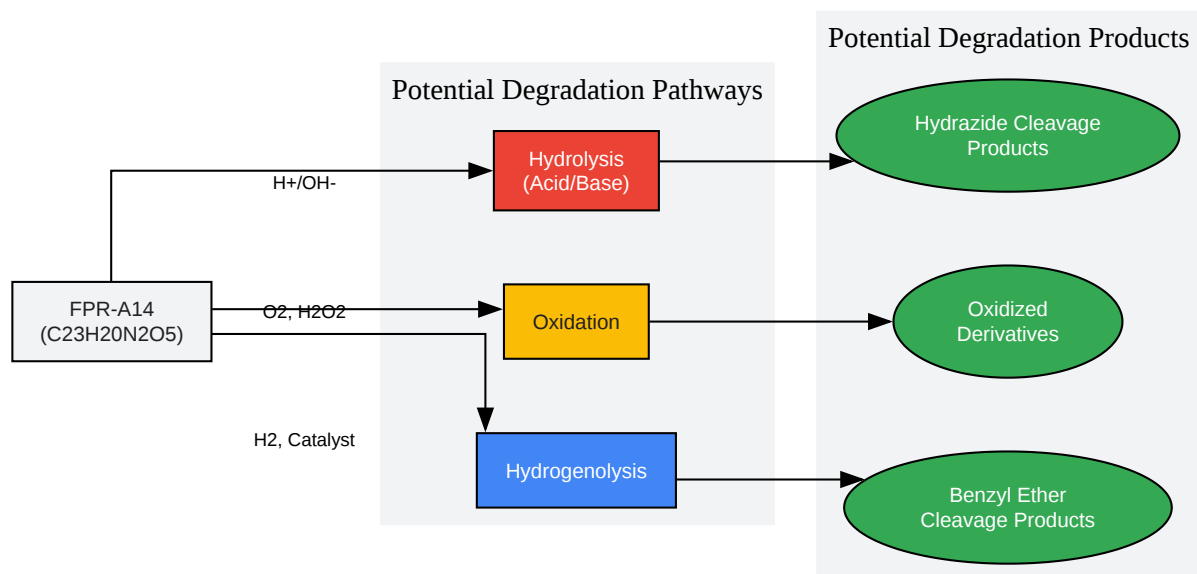 Potential Degradation Products
Potential Degradation Pathways
Hydrazide Cleavage
Products
Hydrolysis
(Acid/Base)
H+/OH-
FPR-A14
(C23H20N2O5)
O2, H2O2
Oxidation
Oxidized
Derivatives
H2, Catalyst
Hydrogenolysis
Benzyl Ether
Cleavage Products